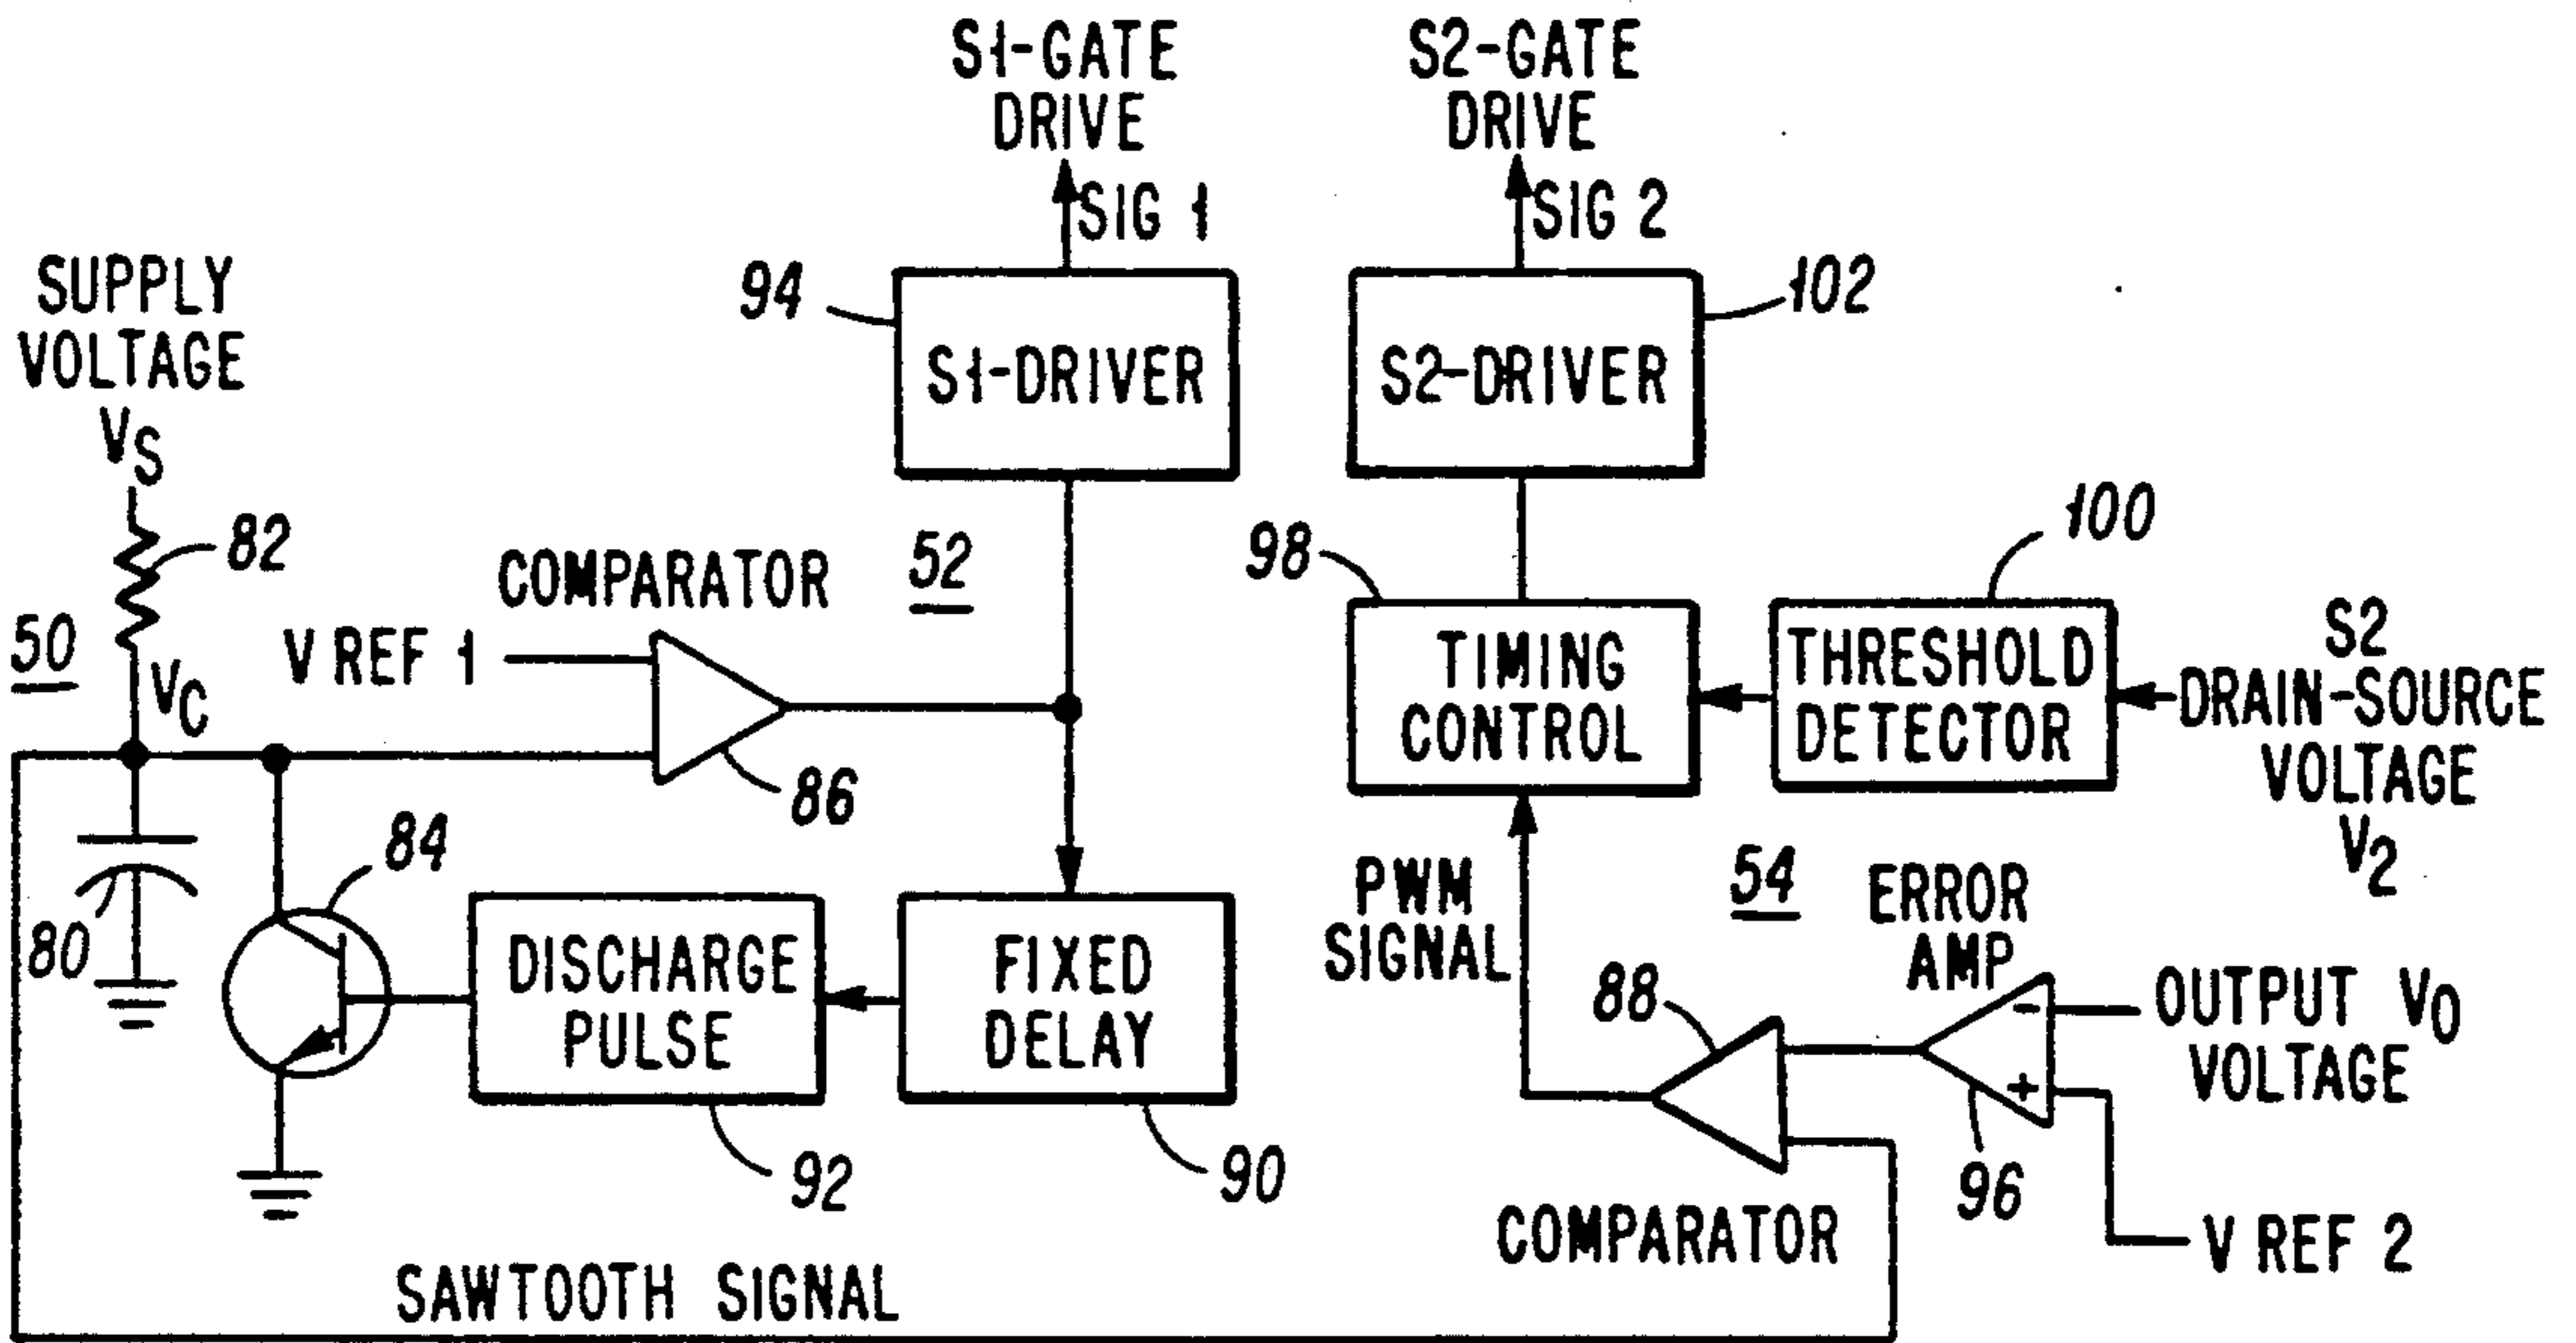 S1-GATE
DRIVE
SIG 1
S2-GATE
DRIVE
SIG 2
SUPPLY
VOLTAGE
VS
94
S1-DRIVER
102
S2-DRIVER
82
50
VC
COMPARATOR
52
V REF 1
86
98
TIMING
CONTROL
100
THRESHOLD
DETECTOR
S2
DRAIN-SOURCE
VOLTAGE
V2
80
84
DISCHARGE
PULSE
92
FIXED
DELAY
90
PWM
SIGNAL
54
ERROR
AMP
88
-
+
96
OUTPUT VO
VOLTAGE
COMPARATOR
V REF 2
SAWTOOTH SIGNAL